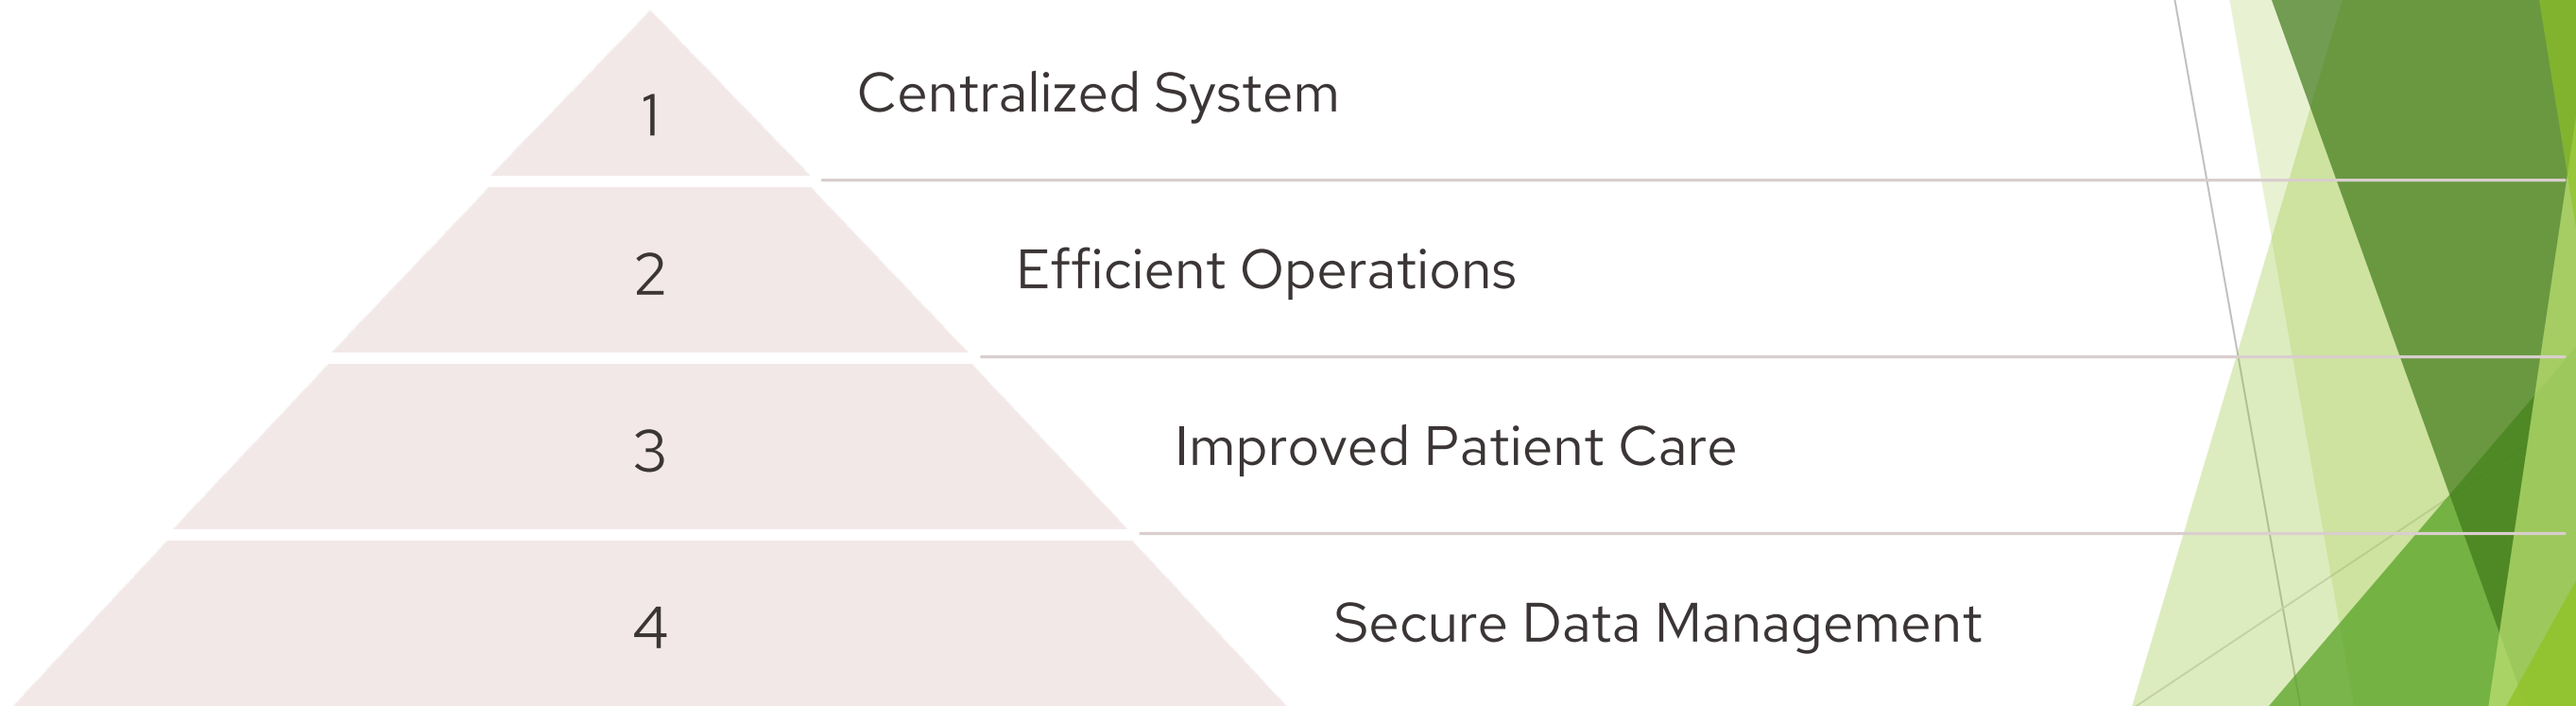 1
Centralized System
2
Efficient Operations
3
Improved Patient Care
4
Secure Data Management